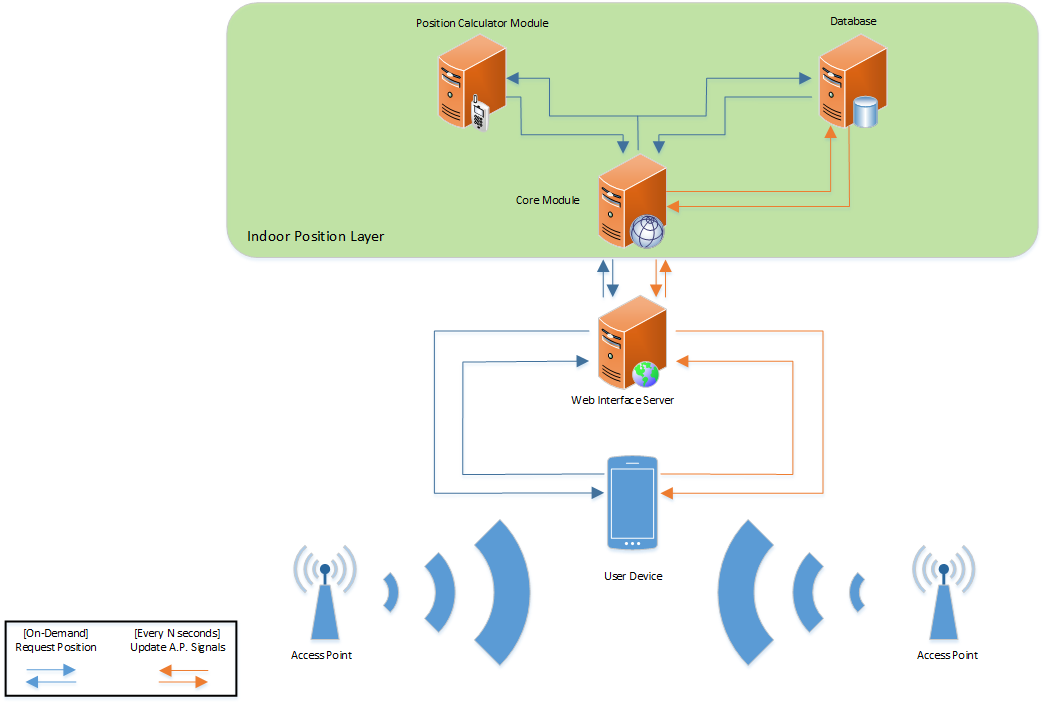 Position Calculator Module
Database
Core Module
Indoor Position Layer
Web Interface Server
User Device
Access Point
Access Point
[On-Demand]
Request Position
[Every N seconds]
Update A.P. Signals